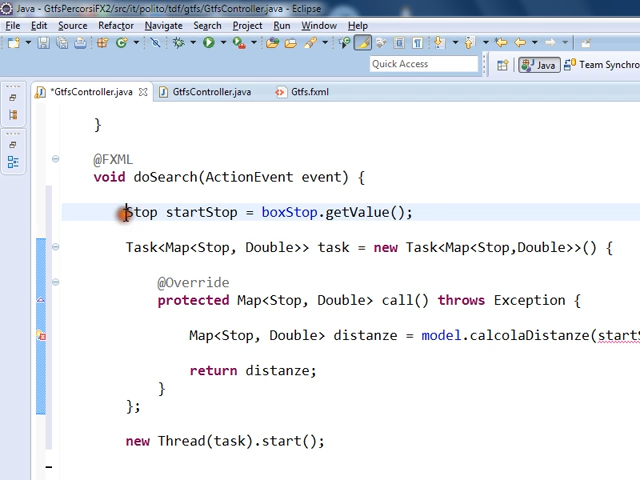 Java - GtfsPercorsiFX2/src/it/polito/tdf/gtfs/GtfsController.java - Eclipse
File Edit Source Refactor Navigate Search Project Run Window Help
Quick Access
Java
Team Synchro
*GtfsController.java
GtfsController.java
Gtfs.fxml
}
@FXML
void doSearch(ActionEvent event) {
Stop startStop = boxStop.getValue();
Task<Map<Stop, Double>> task = new Task<Map<Stop,Double>>() {
@Override
protected Map<Stop, Double> call() throws Exception {
Map<Stop, Double> distanze = model.calcolaDistanze(startS
return distanze;
}
};
new Thread(task).start();